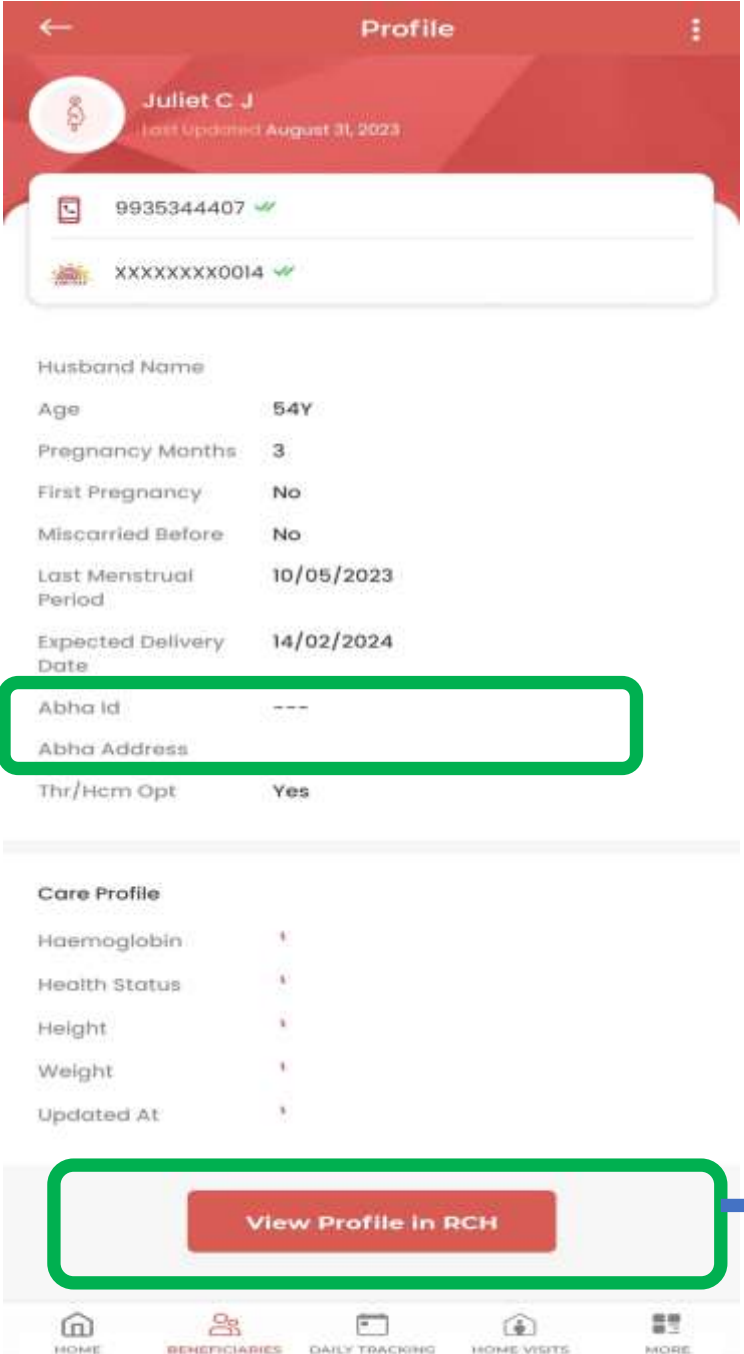 Profile
Juliet C J
Last Updated August 31, 2023
9935344407
XXXXXXXX0014
Husband Name
Age 54Y
Pregnancy Months 3
First Pregnancy No
Miscarried Before No
Last Menstrual 10/05/2023
Period
Expected Delivery 14/02/2024
Date
Abha Id ---
Abha Address
Thr/Hcm Opt Yes
Care Profile
Haemoglobin
Health Status
Height
Weight
Updated At
View Profile in RCH
HOME BENEFICIARIES DAILY TRACKING HOME VISITS MORE